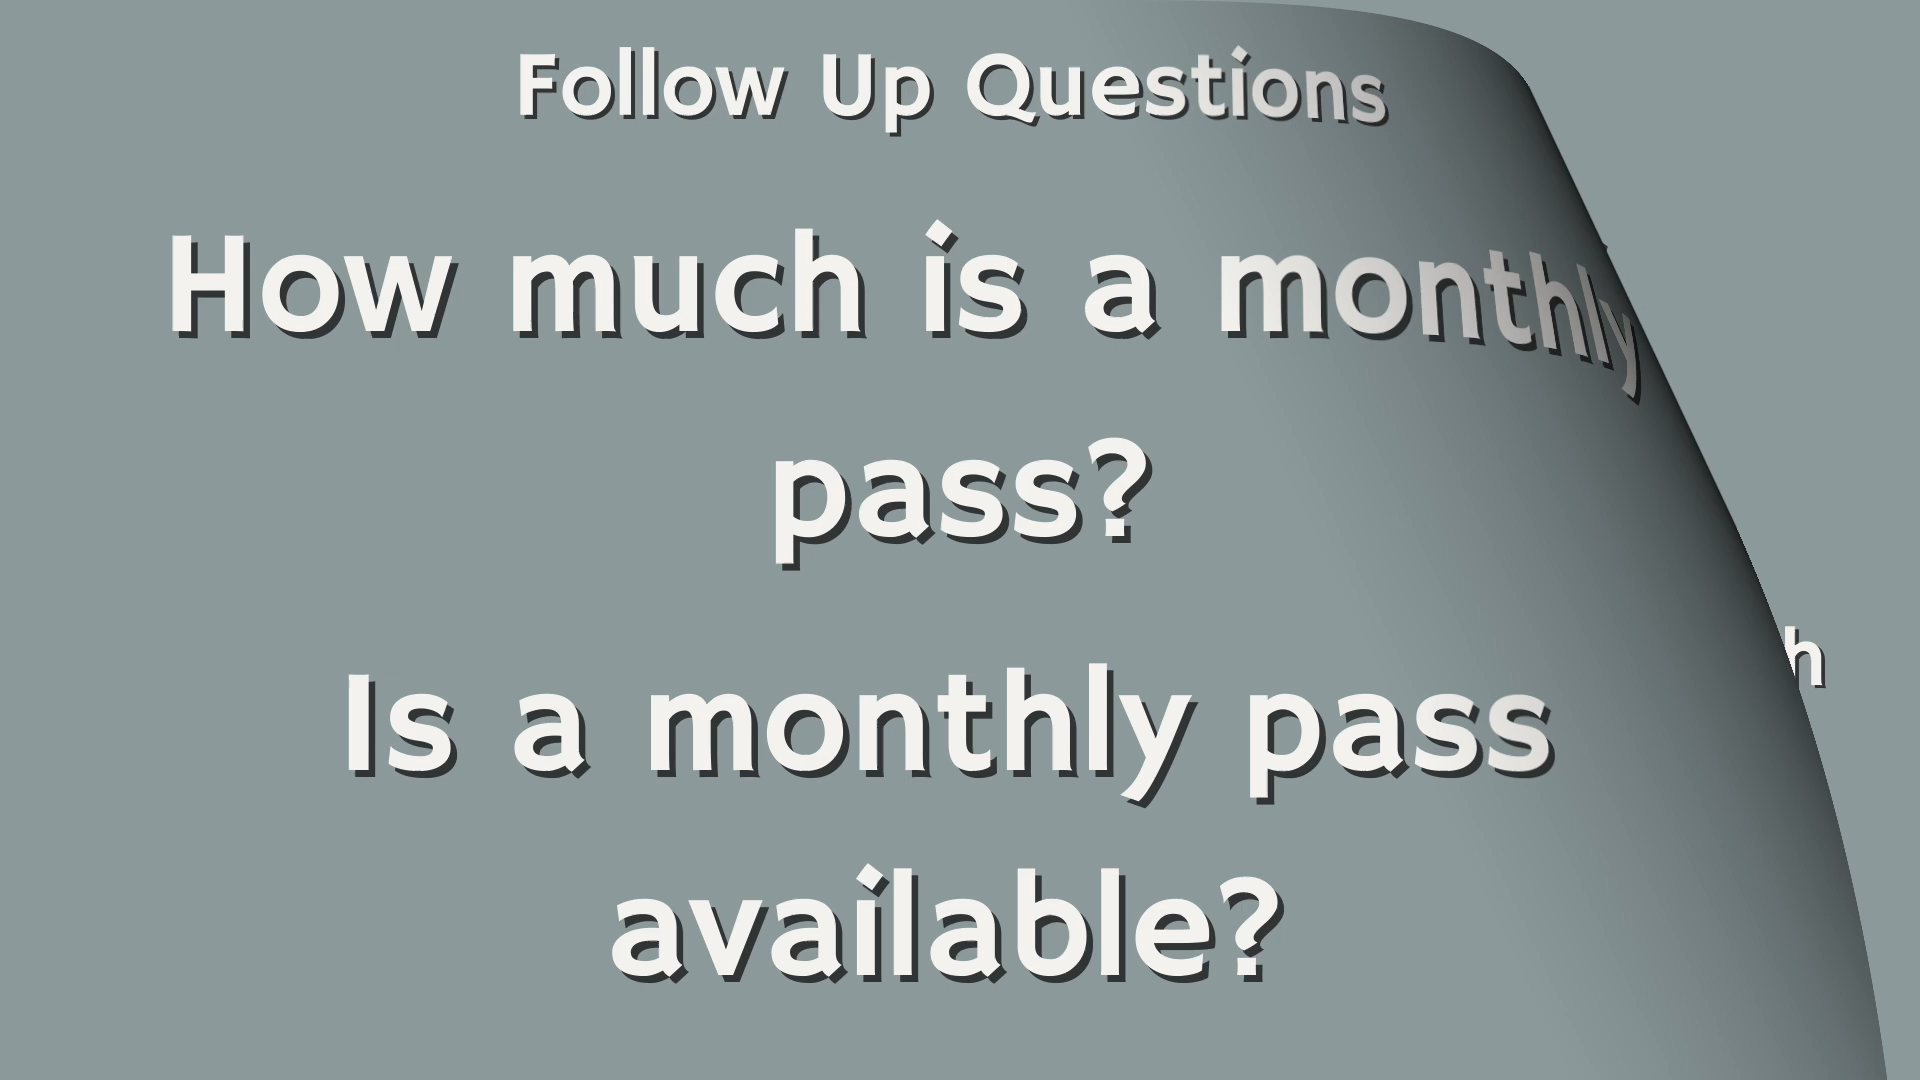 Follow Up Questions
How much is a monthly
pass?
Is a monthly pass
available?